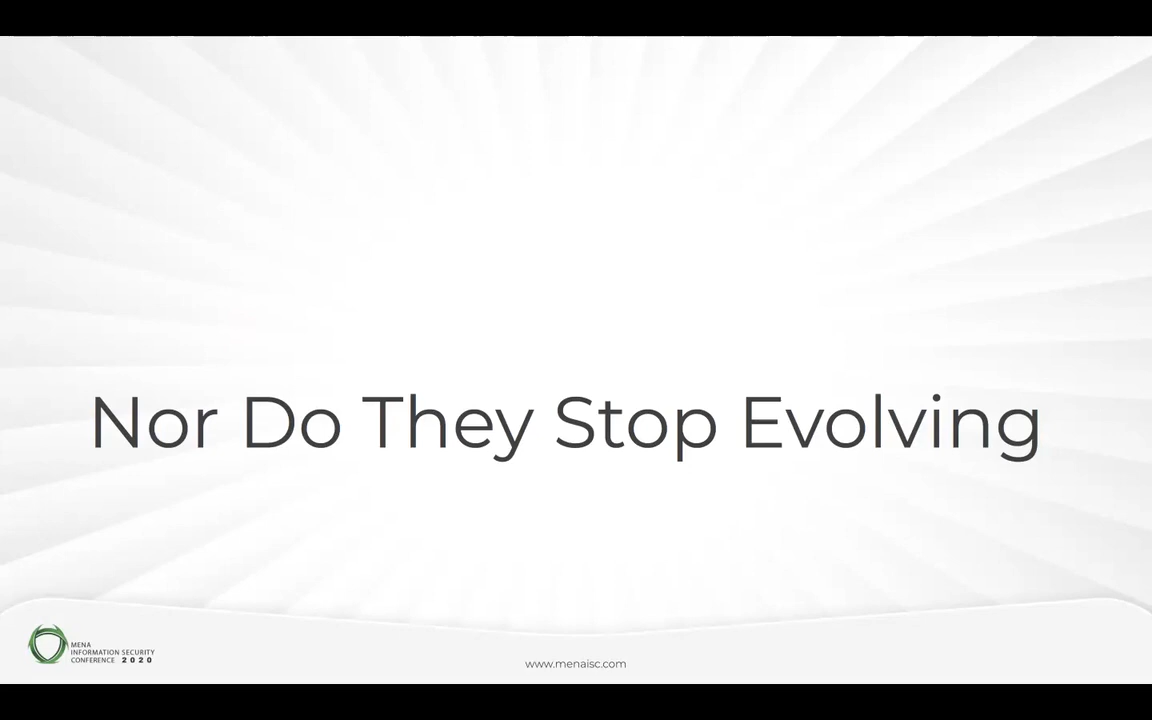 Nor Do They Stop Evolving
MENA
INFORMATION SECURITY
CONFERENCE 2020
www.menaisc.com